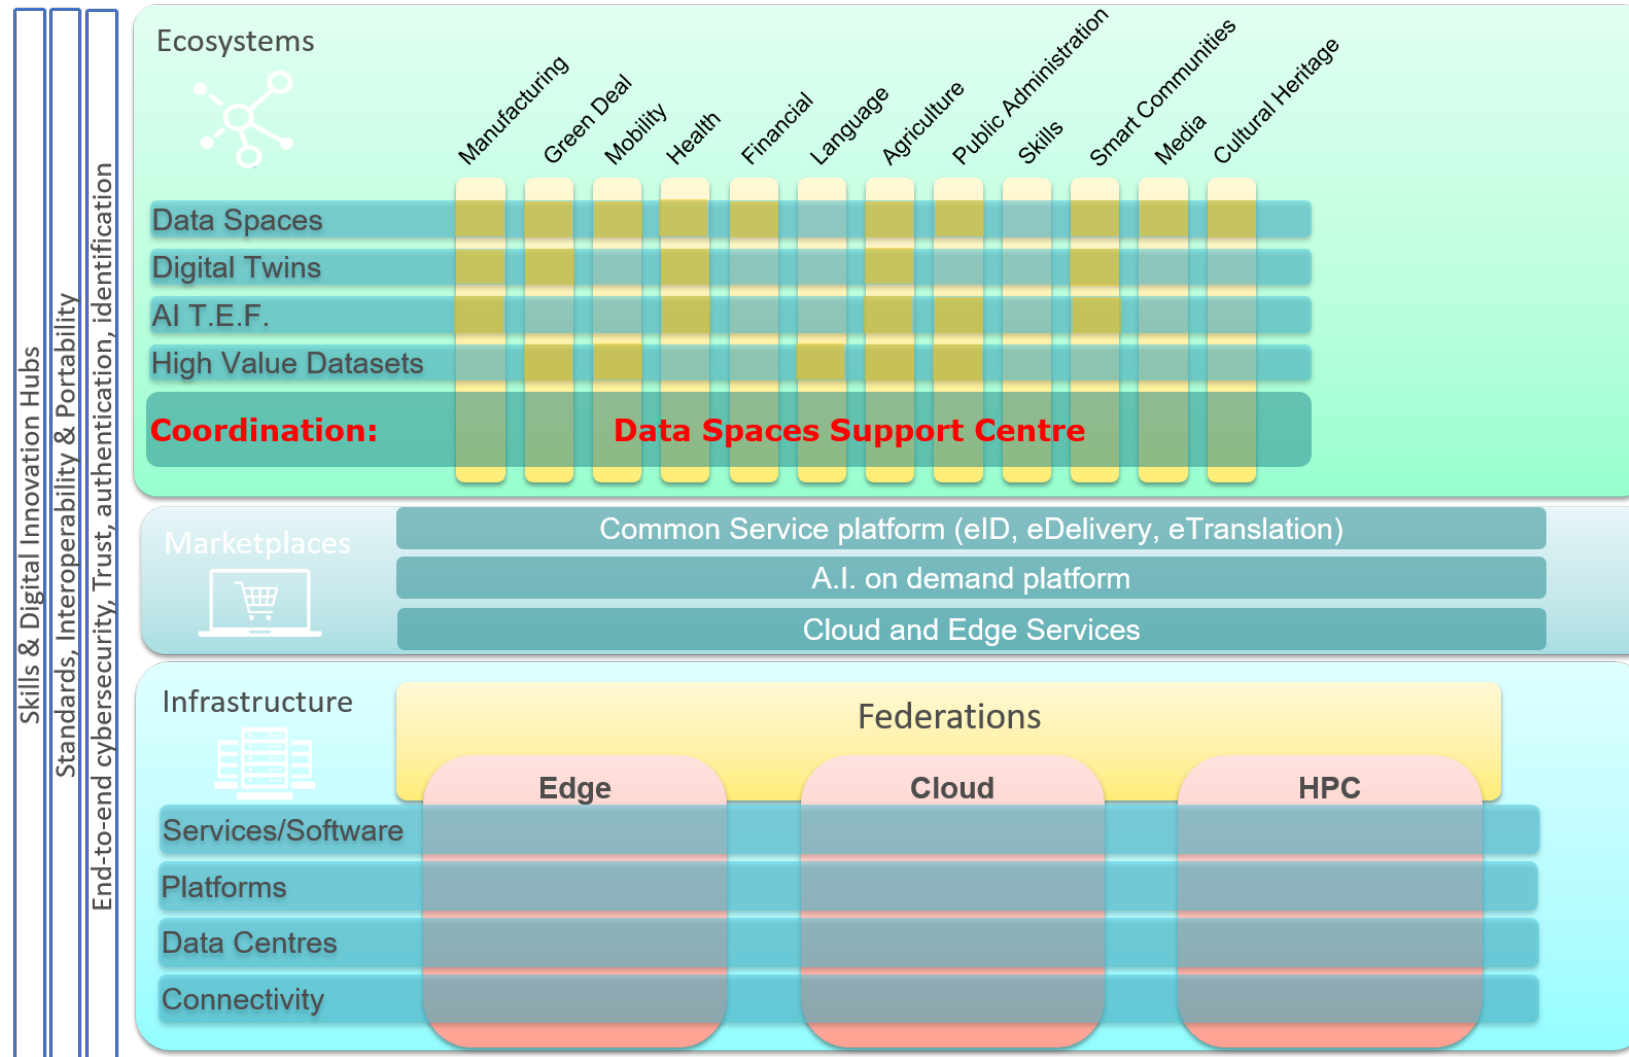 Skills & Digital Innovation Hubs
Standards, Interoperability & Portability
End-to-end cybersecurity, Trust, authentication, identification
Ecosystems
Manufacturing
Green Deal
Mobility
Health
Financial
Language
Agriculture
Public Administration
Skills
Smart Communities
Media
Cultural Heritage
Data Spaces
Digital Twins
AI T.E.F.
High Value Datasets
Coordination: Data Spaces Support Centre
Marketplaces
Common Service platform (eID, eDelivery, eTranslation)
A.I. on demand platform
Cloud and Edge Services
Infrastructure
Federations
Edge Cloud HPC
Services/Software
Platforms
Data Centres
Connectivity